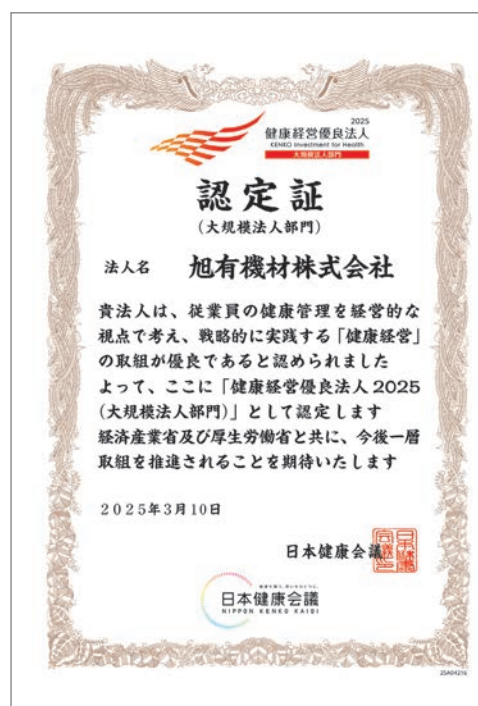 2025
健康経営優良法人
KENKO Investment for Health
大規模法人部門
認定証
(大規模法人部門)
法人名 旭有機材株式会社
貴法人は、従業員の健康管理を経営的な
視点で考え、戦略的に実践する「健康経営」
の取組が優良であると認められました
よって、ここに「健康経営優良法人2025
(大規模法人部門)」として認定します
経済産業省及び厚生労働省と共に、今後一層
取組を推進されることを期待いたします
2025年3月10日
日本健康会議
日本健康会議
NIPPON KENKO KAIGI
25A04216